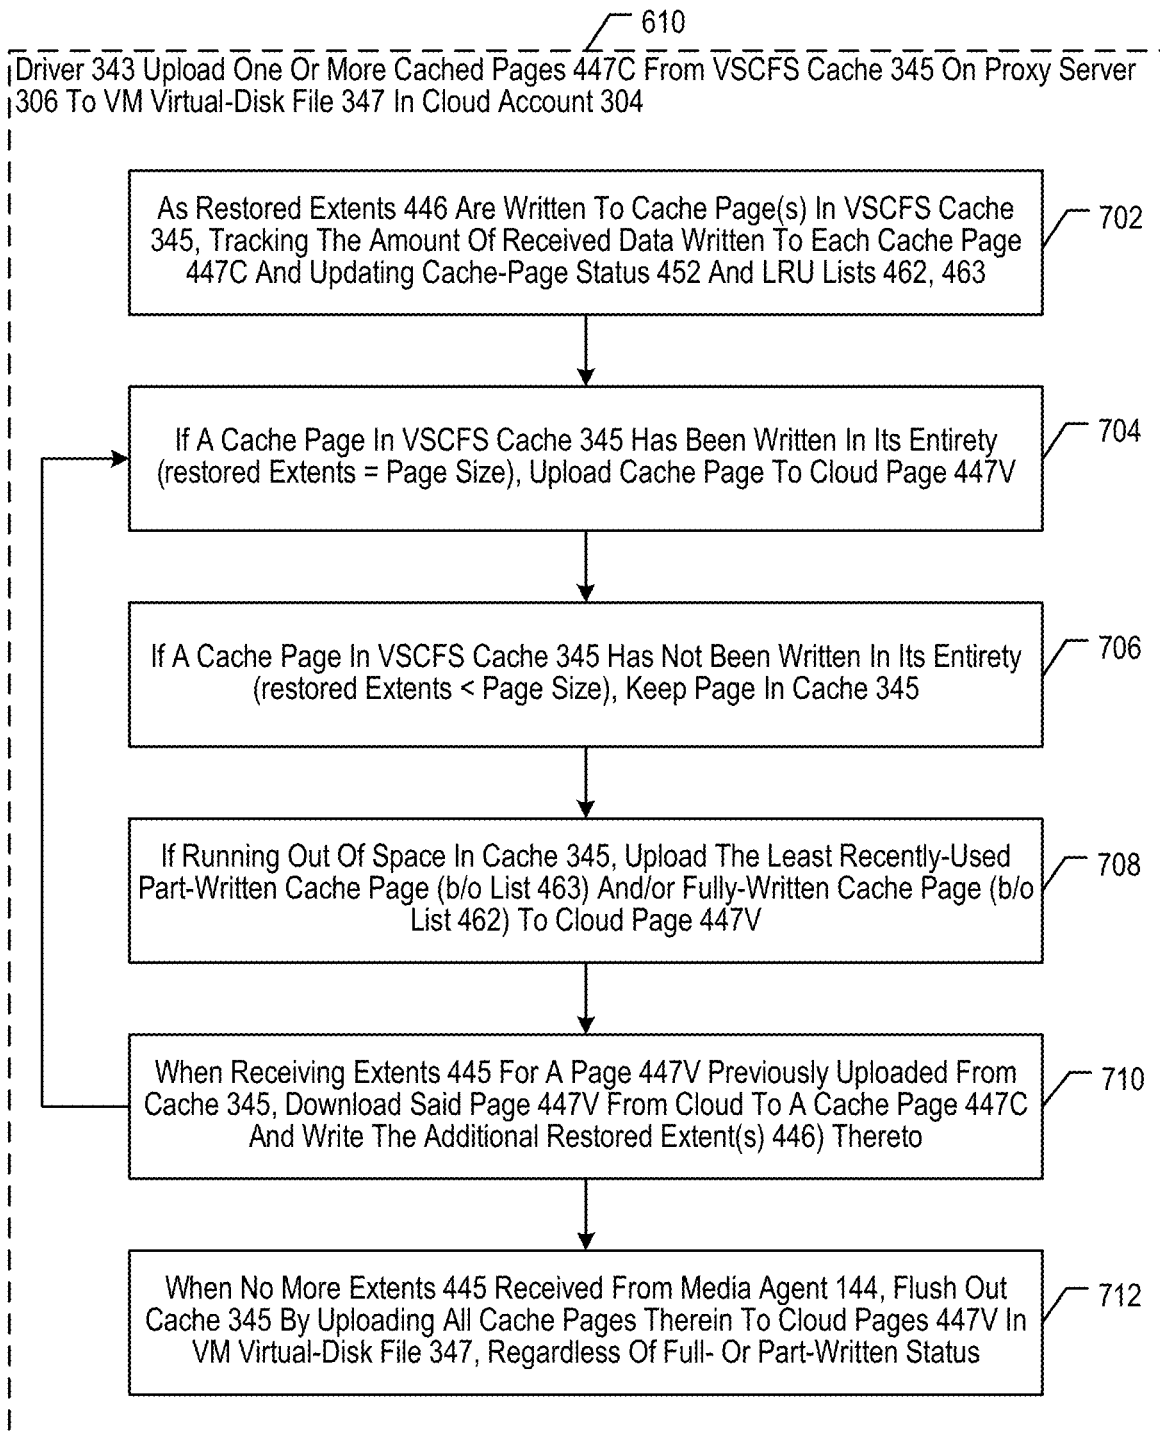 610
Driver 343 Upload One Or More Cached Pages 447C From VSCFS Cache 345 On Proxy Server
306 To VM Virtual-Disk File 347 In Cloud Account 304
As Restored Extents 446 Are Written To Cache Page(s) In VSCFS Cache
345, Tracking The Amount Of Received Data Written To Each Cache Page
447C And Updating Cache-Page Status 452 And LRU Lists 462, 463
702
If A Cache Page In VSCFS Cache 345 Has Been Written In Its Entirety
(restored Extents = Page Size), Upload Cache Page To Cloud Page 447V
704
If A Cache Page In VSCFS Cache 345 Has Not Been Written In Its Entirety
(restored Extents < Page Size), Keep Page In Cache 345
706
If Running Out Of Space In Cache 345, Upload The Least Recently-Used
Part-Written Cache Page (b/o List 463) And/or Fully-Written Cache Page (b/o
List 462) To Cloud Page 447V
708
When Receiving Extents 445 For A Page 447V Previously Uploaded From
Cache 345, Download Said Page 447V From Cloud To A Cache Page 447C
And Write The Additional Restored Extent(s) 446) Thereto
710
When No More Extents 445 Received From Media Agent 144, Flush Out
Cache 345 By Uploading All Cache Pages Therein To Cloud Pages 447V In
VM Virtual-Disk File 347, Regardless Of Full- Or Part-Written Status
712